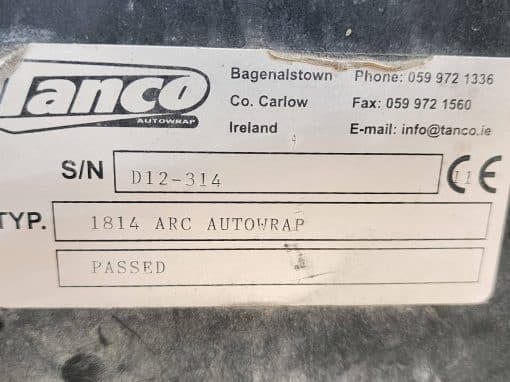 Tanco
AUTOWRAP
Bagenalstown Phone: 059 972 1336
Co. Carlow Fax: 059 972 1560
Ireland E-mail: info@tanco.ie
S/N D12-314 CE 11
TYP. 1814 ARC AUTOWRAP
PASSED